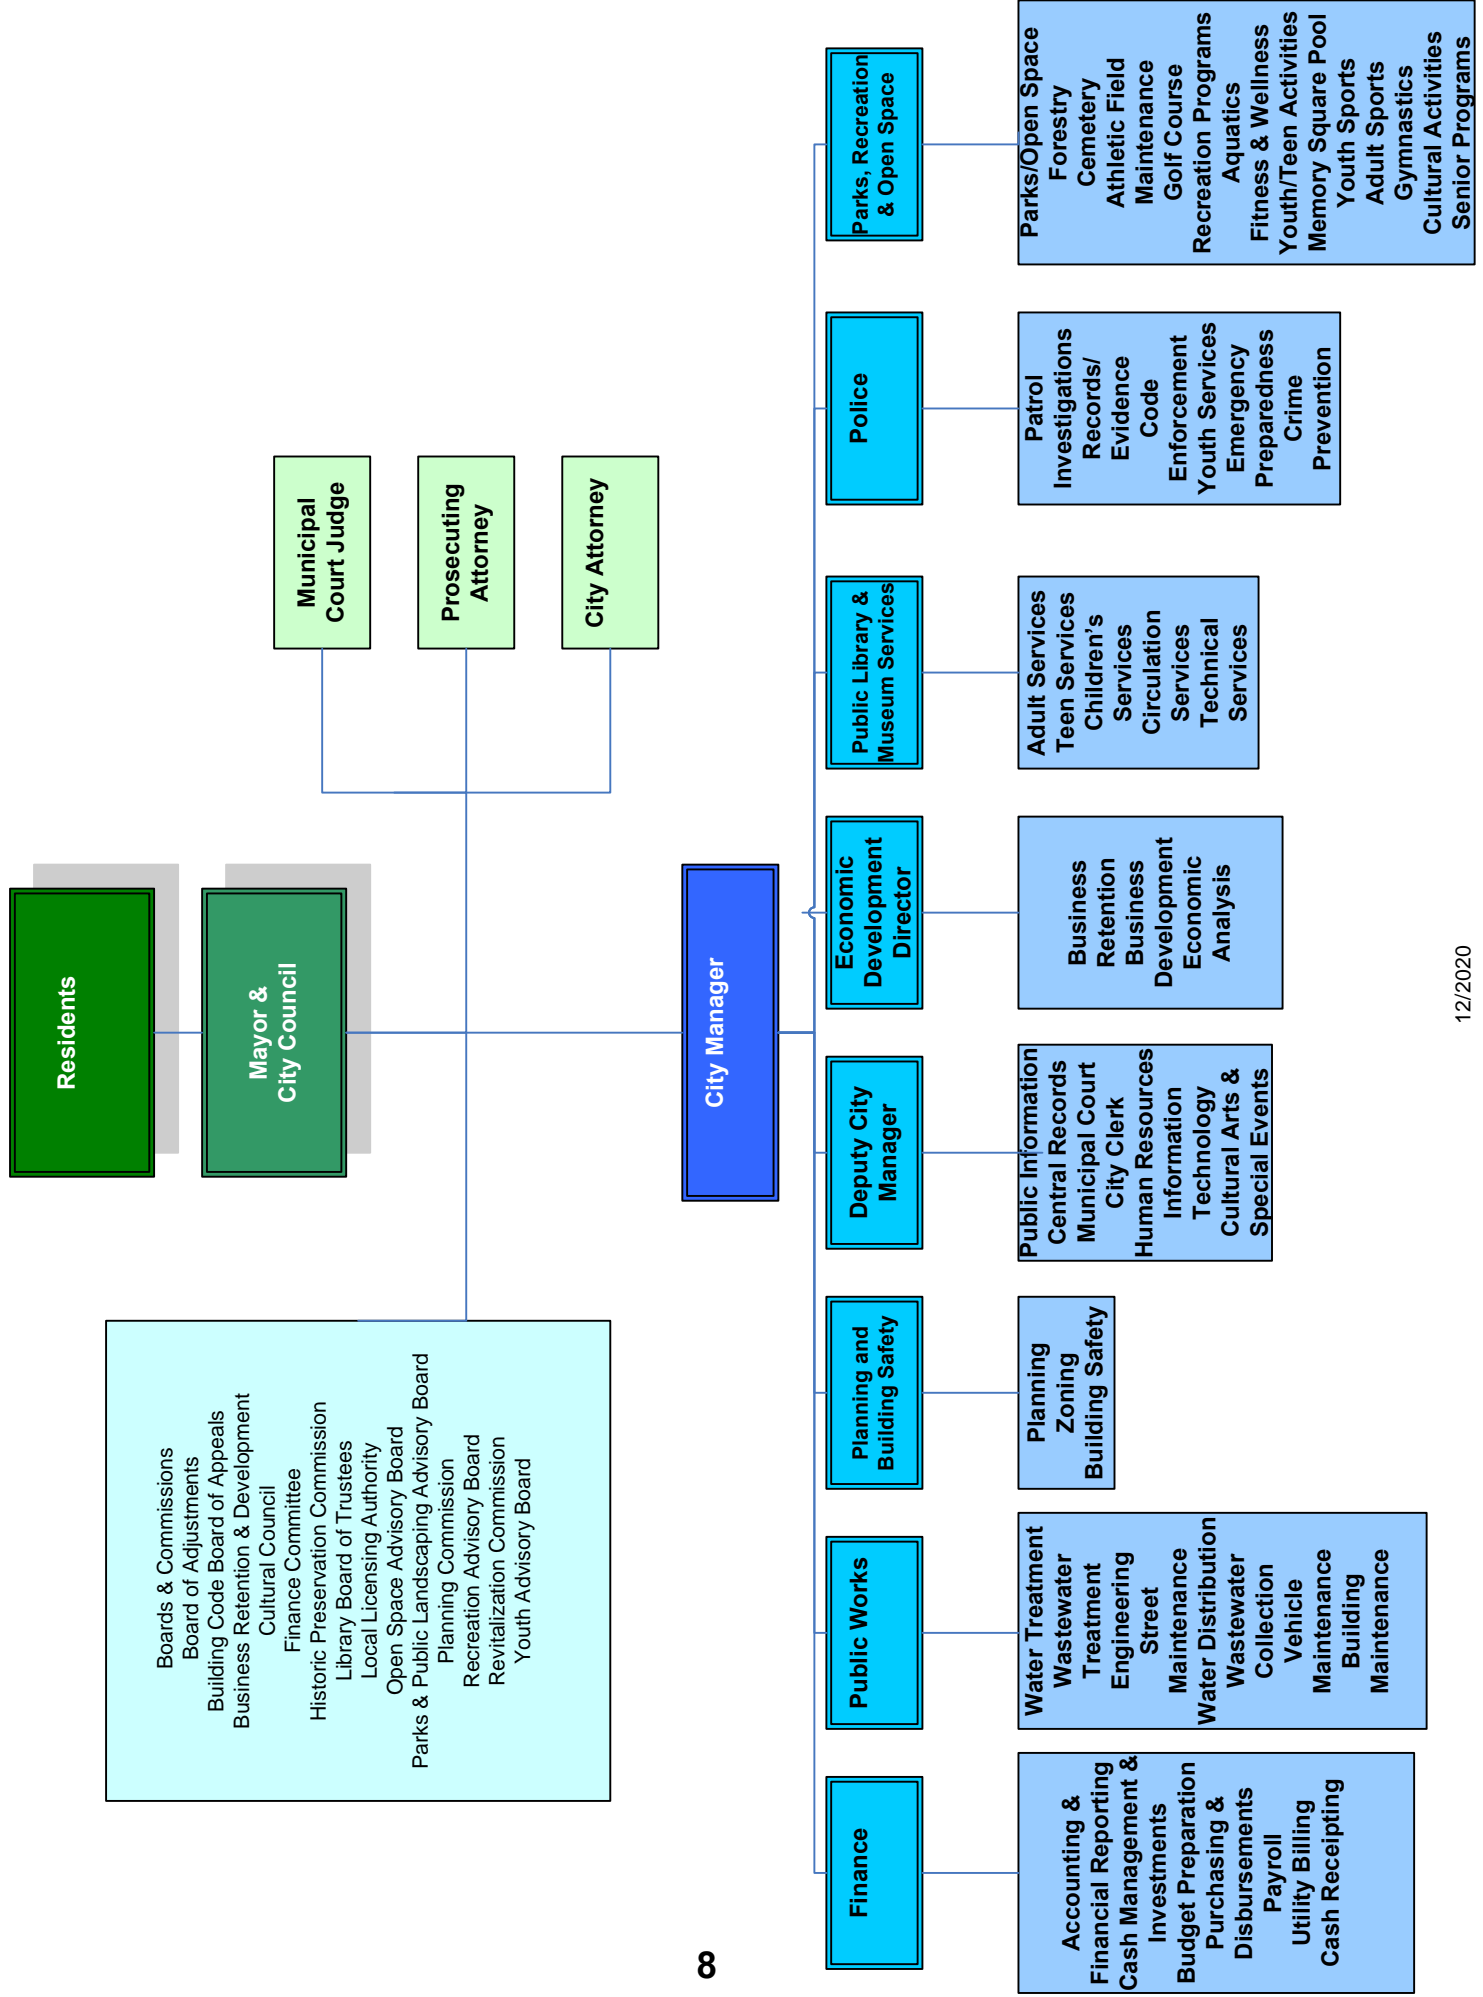 Residents
Mayor &
City Council
Boards & Commissions
Board of Adjustments
Building Code Board of Appeals
Business Retention & Development
Cultural Council
Finance Committee
Historic Preservation Commission
Library Board of Trustees
Local Licensing Authority
Open Space Advisory Board
Parks & Public Landscaping Advisory Board
Planning Commission
Recreation Advisory Board
Revitalization Commission
Youth Advisory Board
Municipal
Court Judge
Prosecuting
Attorney
City Attorney
City Manager
Finance
Public Works
Planning and
Building Safety
Deputy City
Manager
Economic
Development
Director
Public Library &
Museum Services
Police
Parks, Recreation
& Open Space
Accounting &
Financial Reporting
Cash Management &
Investments
Budget Preparation
Purchasing &
Disbursements
Payroll
Utility Billing
Cash Receipting
Water Treatment
Wastewater
Treatment
Engineering
Street
Maintenance
Water Distribution
Wastewater
Collection
Vehicle
Maintenance
Building
Maintenance
Planning
Zoning
Building Safety
Public Information
Central Records
Municipal Court
City Clerk
Human Resources
Information
Technology
Cultural Arts &
Special Events
Business
Retention
Business
Development
Economic
Analysis
Adult Services
Teen Services
Children’s
Services
Circulation
Services
Technical
Services
Patrol
Investigations
Records/
Evidence
Code
Enforcement
Youth Services
Emergency
Preparedness
Crime
Prevention
Parks/Open Space
Forestry
Cemetery
Athletic Field
Maintenance
Golf Course
Recreation Programs
Aquatics
Fitness & Wellness
Youth/Teen Activities
Memory Square Pool
Youth Sports
Adult Sports
Gymnastics
Cultural Activities
Senior Programs
12/2020
8